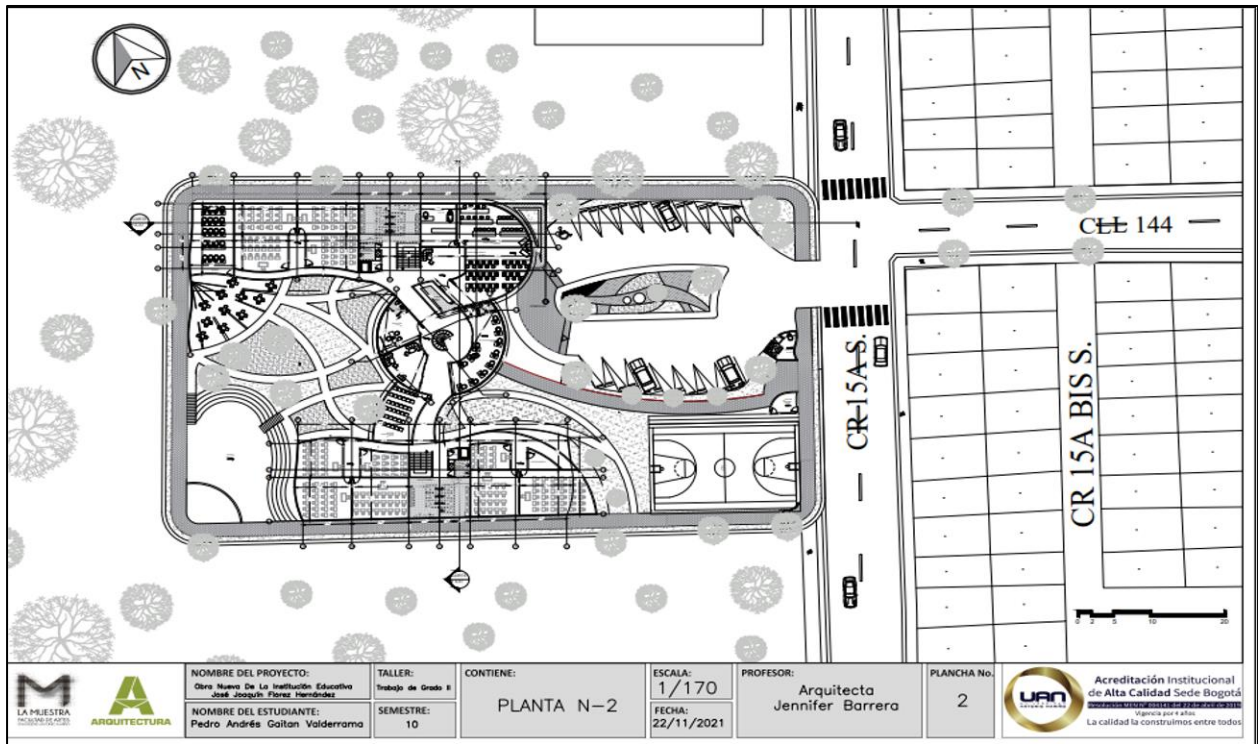 N
CLL 144
CR 15A S.
CR 15A BIS S.
0 2 5 10 20
LA MUESTRA
FACULTAD DE ARTES
ARQUITECTURA
NOMBRE DEL PROYECTO:
Obra Nueva De La Institución Educativa
José Joaquín Florez Hernández
NOMBRE DEL ESTUDIANTE:
Pedro Andrés Gaitan Valderrama
TALLER:
Trabajo de Grado II
SEMESTRE:
10
CONTIENE:
PLANTA N-2
ESCALA:
1/170
FECHA:
22/11/2021
PROFESOR:
Arquitecta
Jennifer Barrera
PLANCHA No.
2
UAN
Acreditación Institucional
de Alta Calidad Sede Bogotá
Vigencia por 4 años
La calidad la construimos entre todos